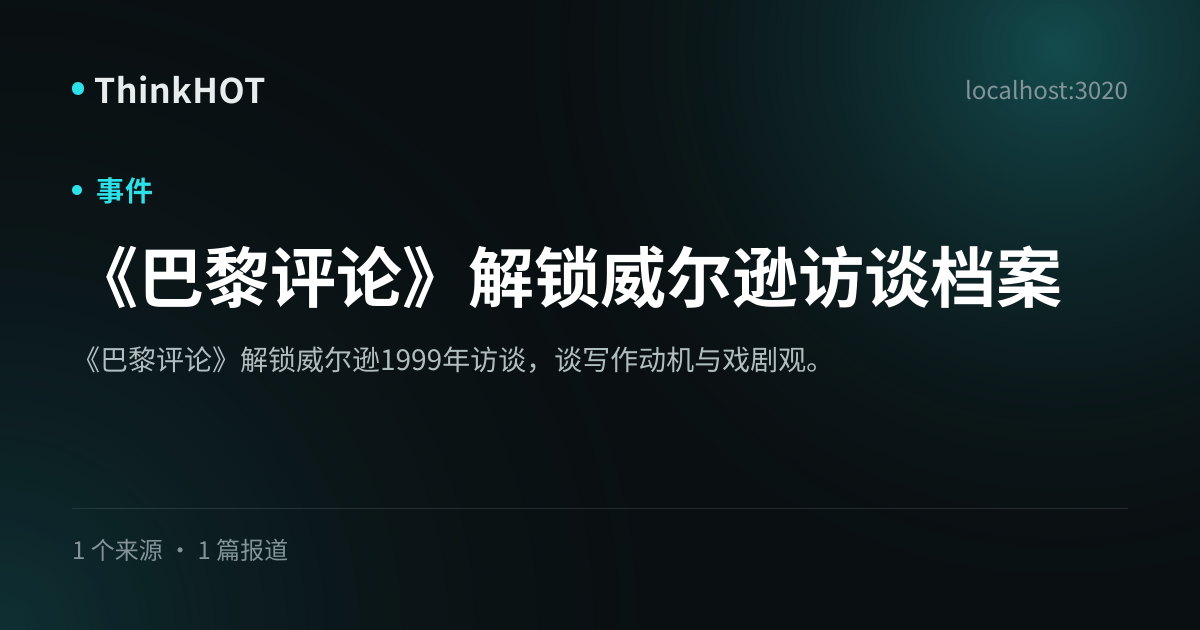 ThinkHOT
localhost:3020
事件
《巴黎评论》解锁威尔逊访谈档案
《巴黎评论》解锁威尔逊1999年访谈，谈写作动机与戏剧观。
1 个来源 · 1 篇报道